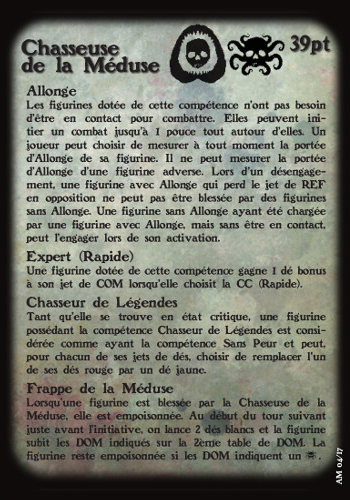 Chasseuse
de la Méduse
39pt
Allonge
Les figurines dotée de cette compétence n'ont pas besoin
d'être en contact pour combattre. Elles peuvent ini-
tier un combat jusqu'à 1 pouce tout autour d'elles. Un
joueur peut choisir de mesurer à tout moment la portée
d'Allonge de sa figurine. Il ne peut mesurer la portée
d'Allonge d'une figurine adverse. Lors d'un désengage-
ment, une figurine avec Allonge qui perd le jet de REF
en opposition ne peut pas être blessée par des figurines
sans Allonge. Une figurine sans Allonge ayant été chargée
par une figurine avec Allonge, mais sans être en contact,
peut l'engager lors de son activation.
Expert (Rapide)
Une figurine dotée de cette compétence gagne 1 dé bonus
à son jet de COM lorsqu'elle choisit la CC (Rapide).
Chasseur de Légendes
Tant qu'elle se trouve en état critique, une figurine
possédant la compétence Chasseur de Légendes est consi-
dérée comme ayant la compétence Sans Peur et peut,
pour chacun de ses jets de dés, choisir de remplacer l'un
de ses dés rouge par un dé jaune.
Frappe de la Méduse
Lorsqu'une figurine est blessée par la Chasseuse de la
Méduse, elle est empoisonnée. Au début du tour suivant
juste avant l'initiative, on lance 2 dés blancs et la figurine
subit les DOM indiqués sur la 2ème table de DOM. La
figurine reste empoisonnée si les DOM indiquent un .
AM 04/17